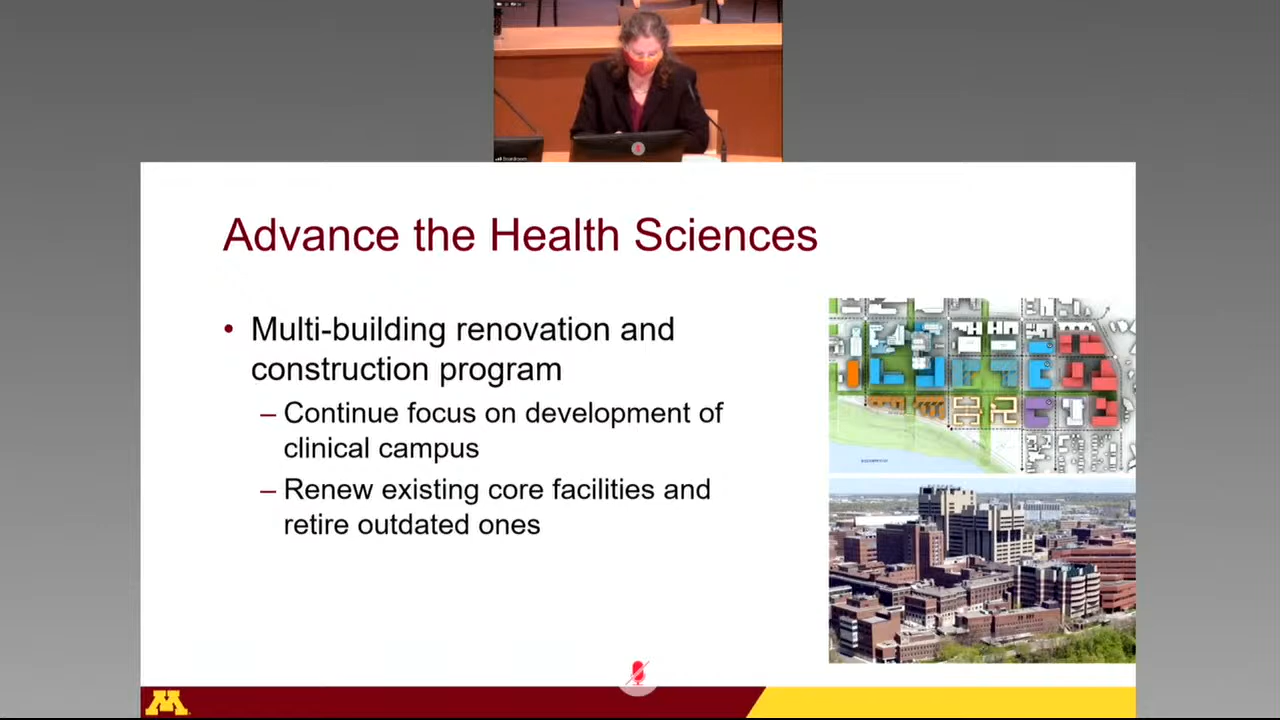 Boardroom
Advance the Health Sciences
• Multi-building renovation and
construction program
– Continue focus on development of
clinical campus
– Renew existing core facilities and
retire outdated ones
M